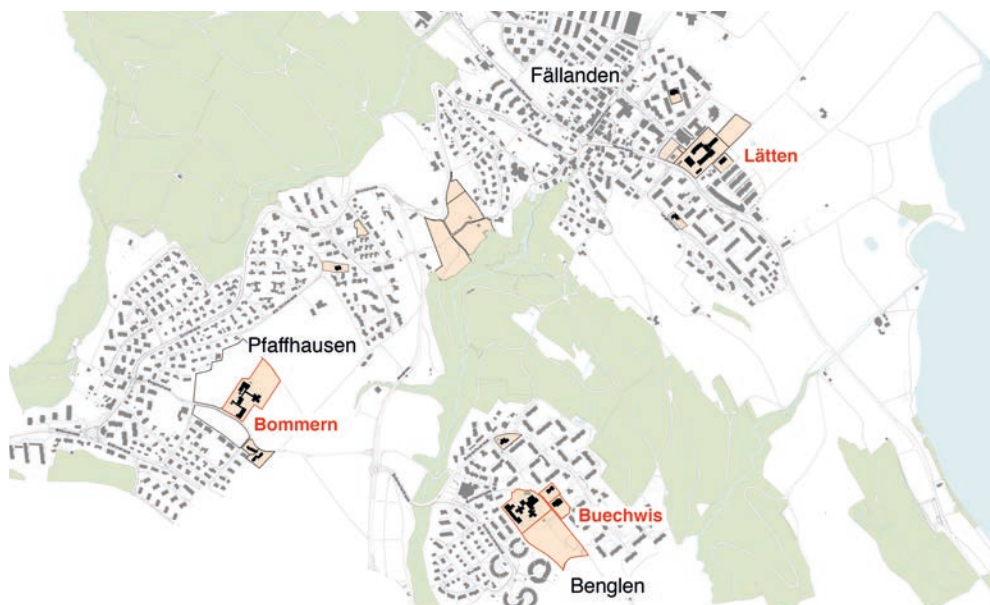 Fällanden
Lätten
Pfaffhausen
Bommern
Buechwis
Benglen